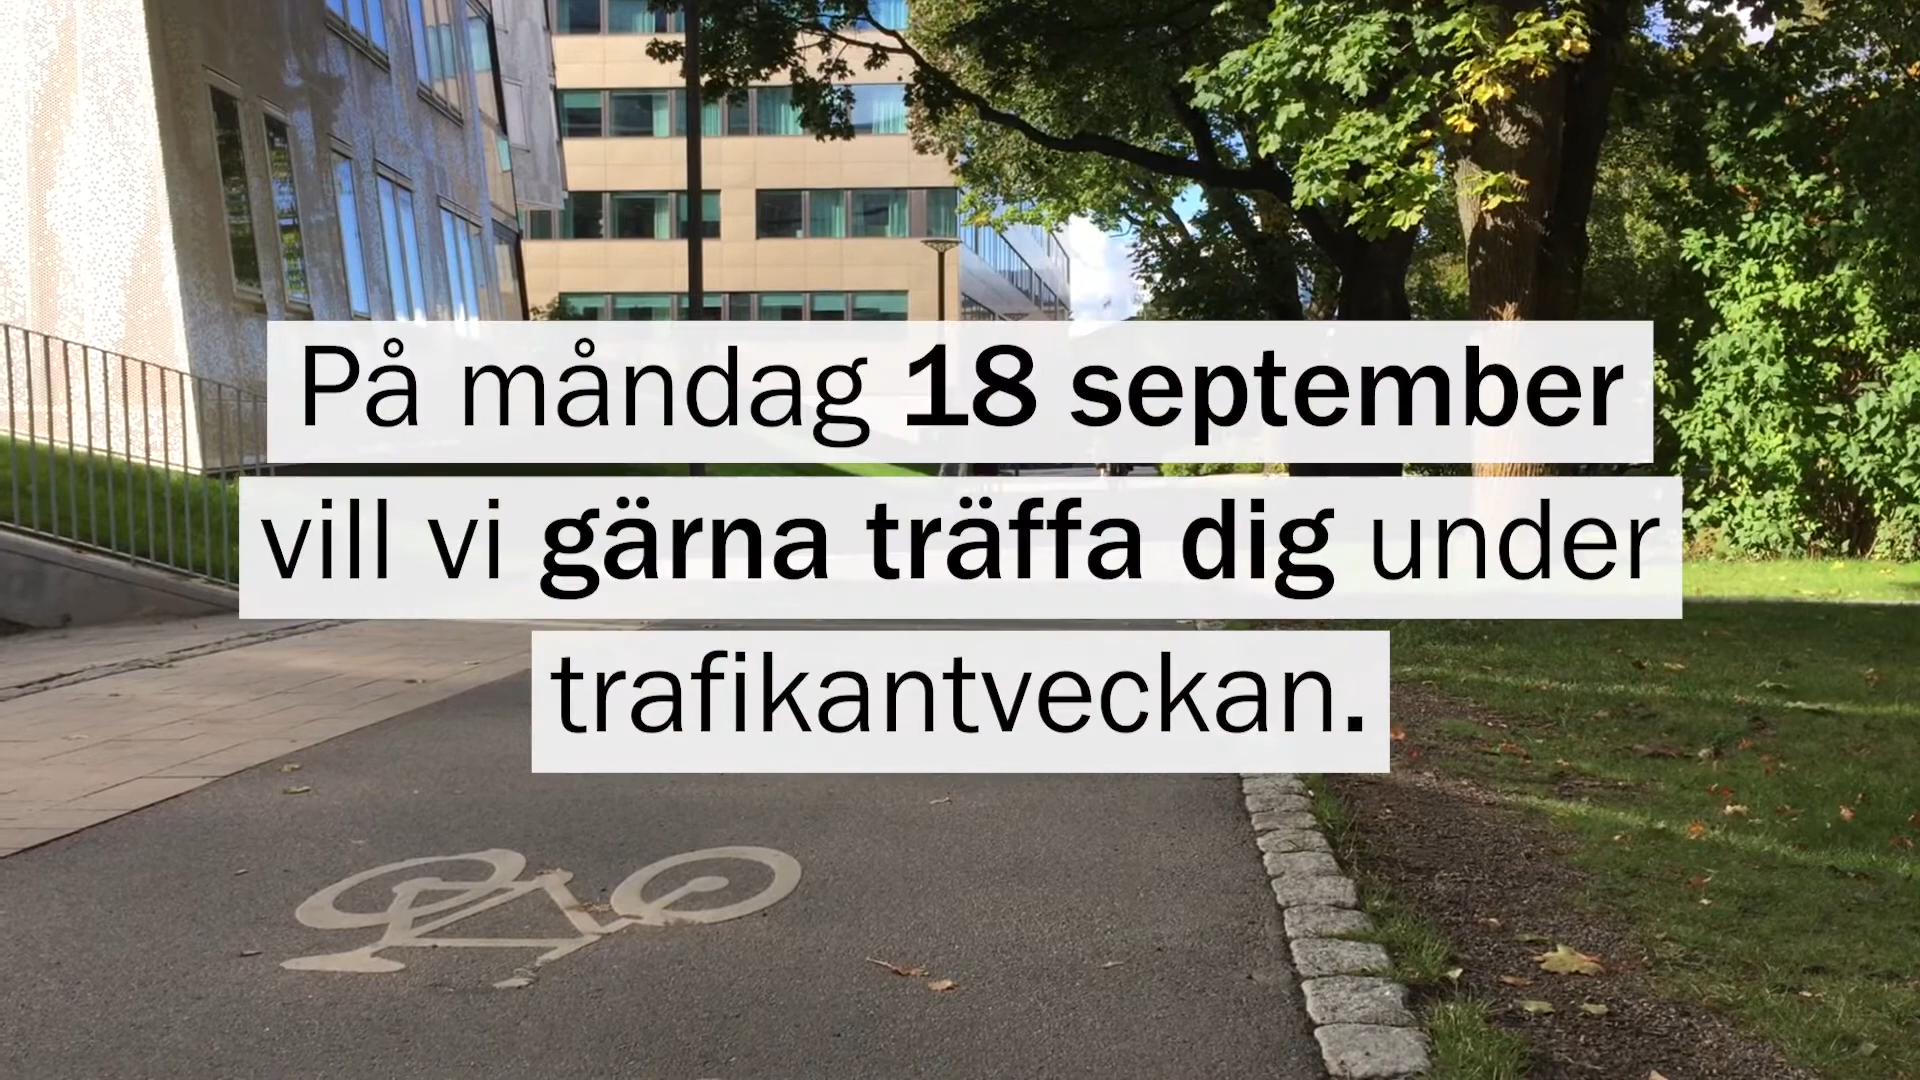 På måndag 18 september
vill vi gärna träffa dig under
trafikantveckan.